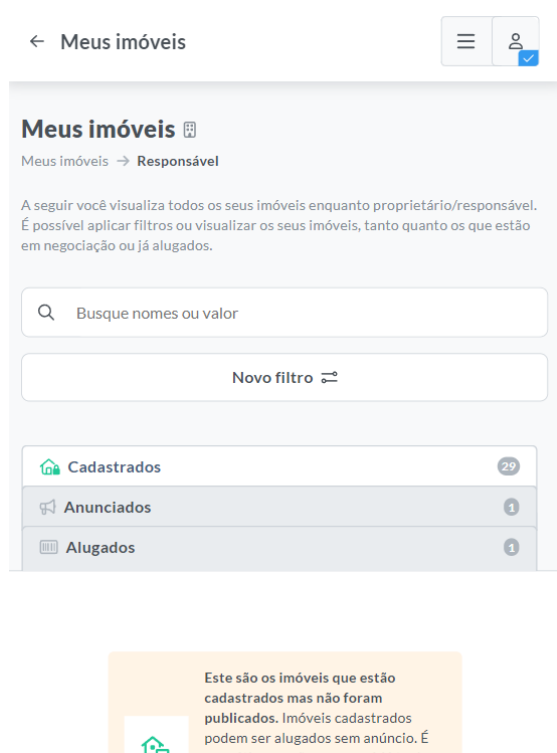 Meus imóveis
Meus imóveis
Meus imóveis → Responsável
A seguir você visualiza todos os seus imóveis enquanto proprietário/responsável.
É possível aplicar filtros ou visualizar os seus imóveis, tanto quanto os que estão
em negociação ou já alugados.
Busque nomes ou valor
Novo filtro
Cadastrados 29
Anunciados 1
Alugados 1
Este são os imóveis que estão
cadastrados mas não foram
publicados. Imóveis cadastrados
podem ser alugados sem anúncio. É